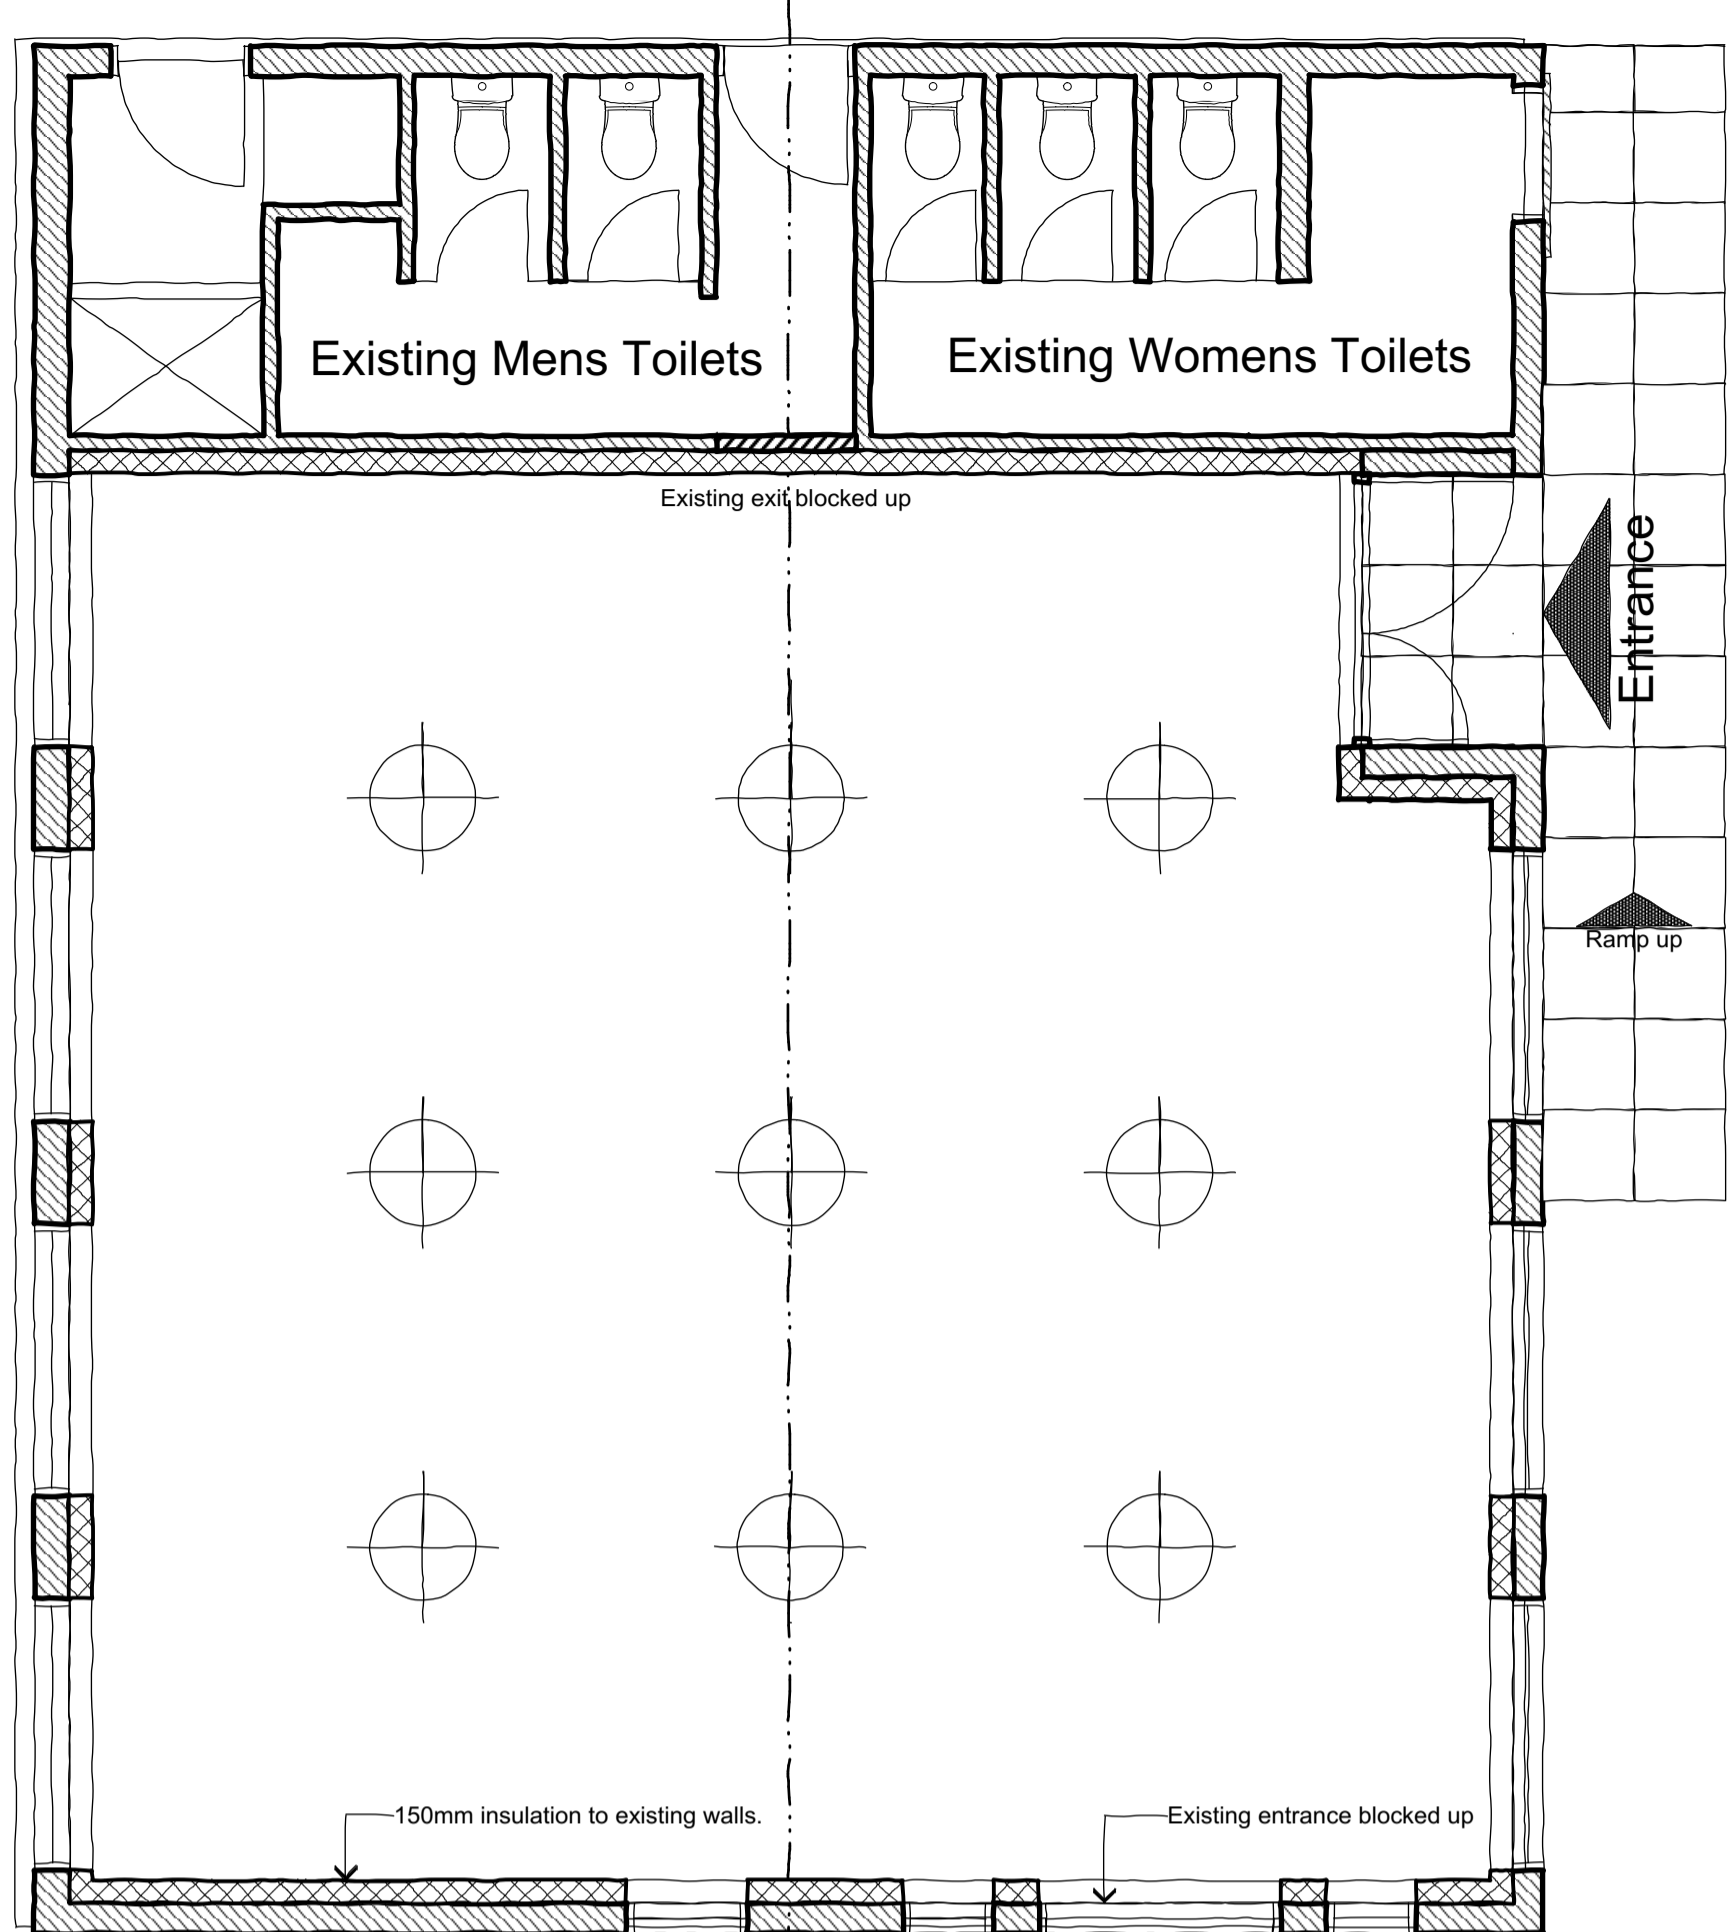 Existing Mens Toilets
Existing Womens Toilets
Existing exit blocked up
Entrance
Ramp up
150mm insulation to existing walls.
Existing entrance blocked up